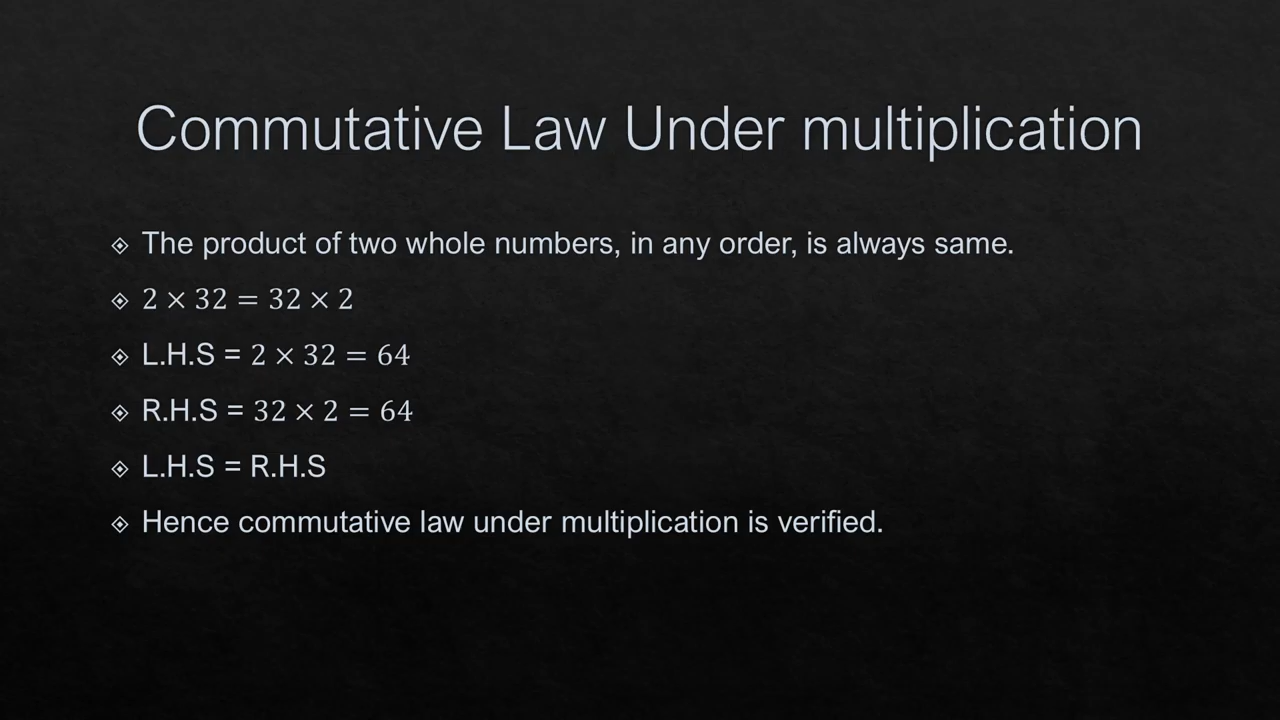 Commutative Law Under multiplication
The product of two whole numbers, in any order, is always same.
2 × 32 = 32 × 2
L.H.S = 2 × 32 = 64
R.H.S = 32 × 2 = 64
L.H.S = R.H.S
Hence commutative law under multiplication is verified.